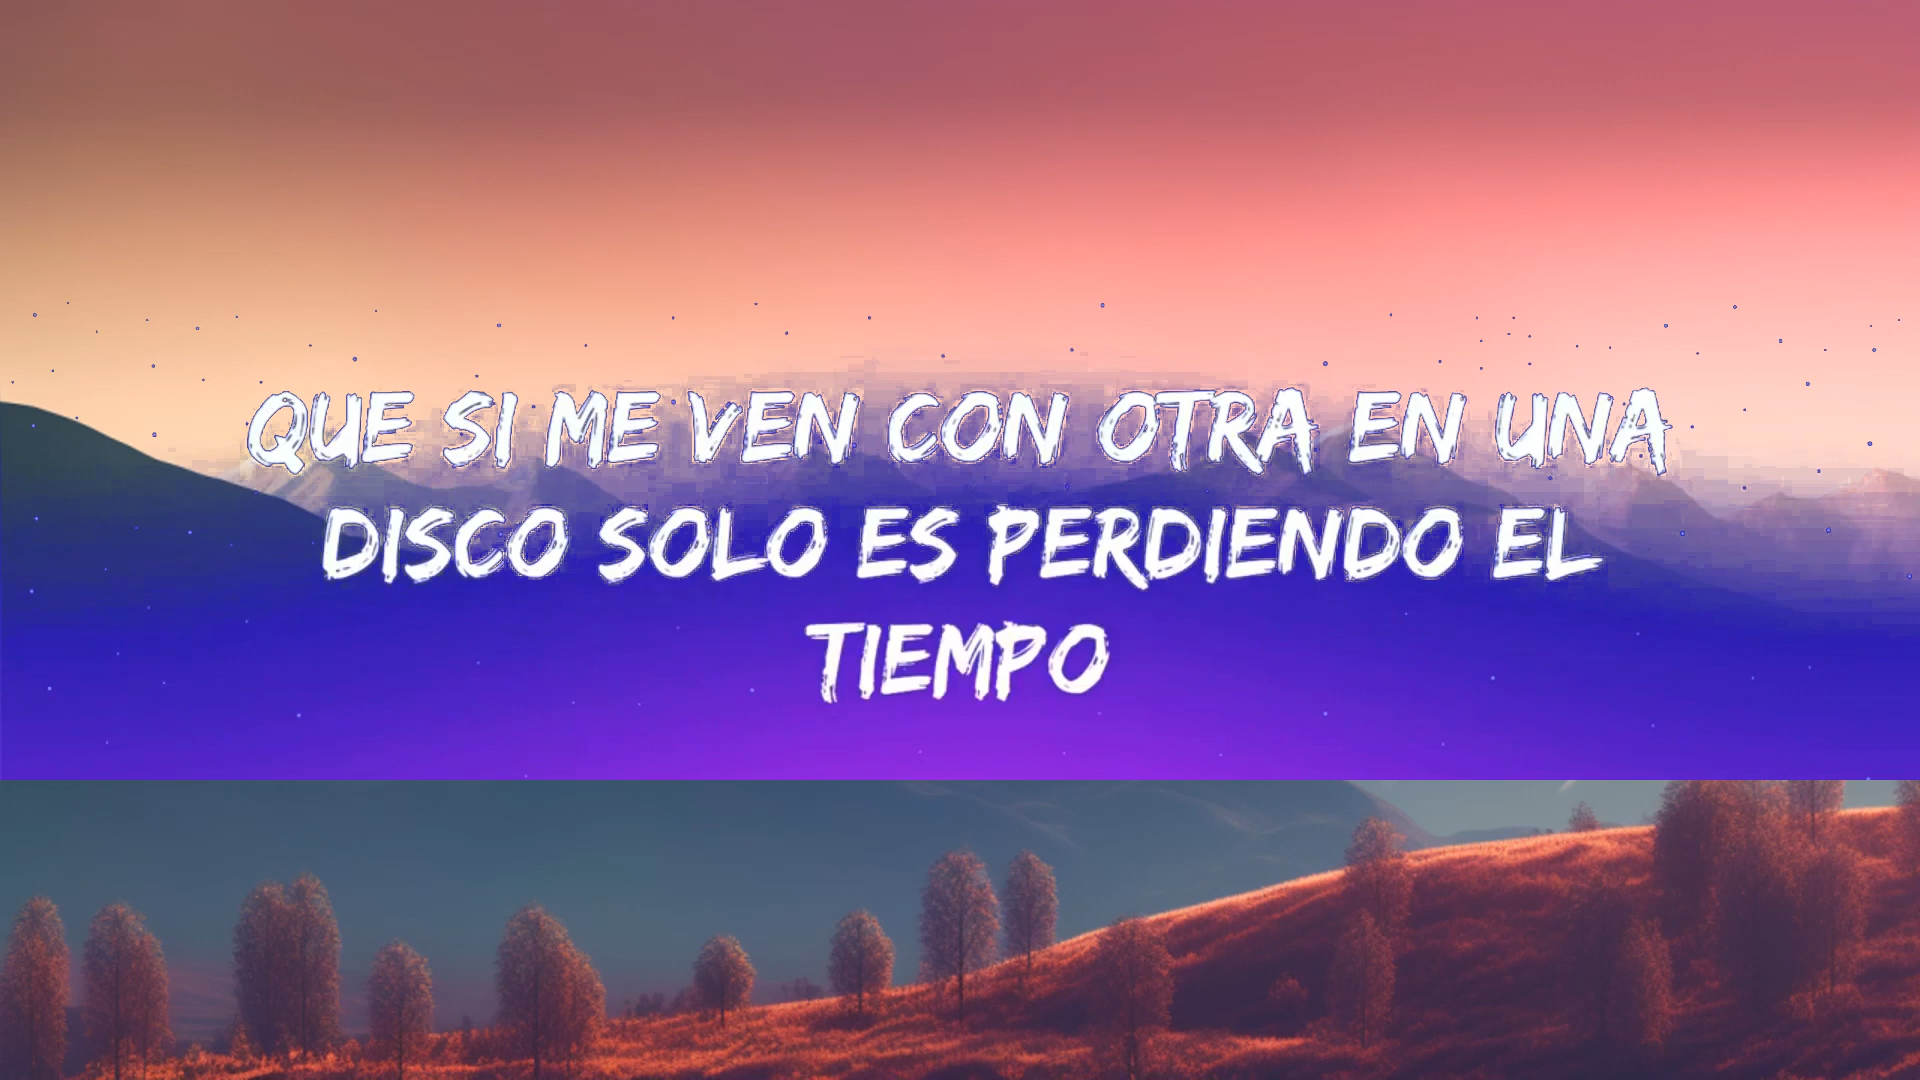 QUE SI ME VEN CON OTRA EN UNA
DISCO SOLO ES PERDIENDO EL
TIEMPO